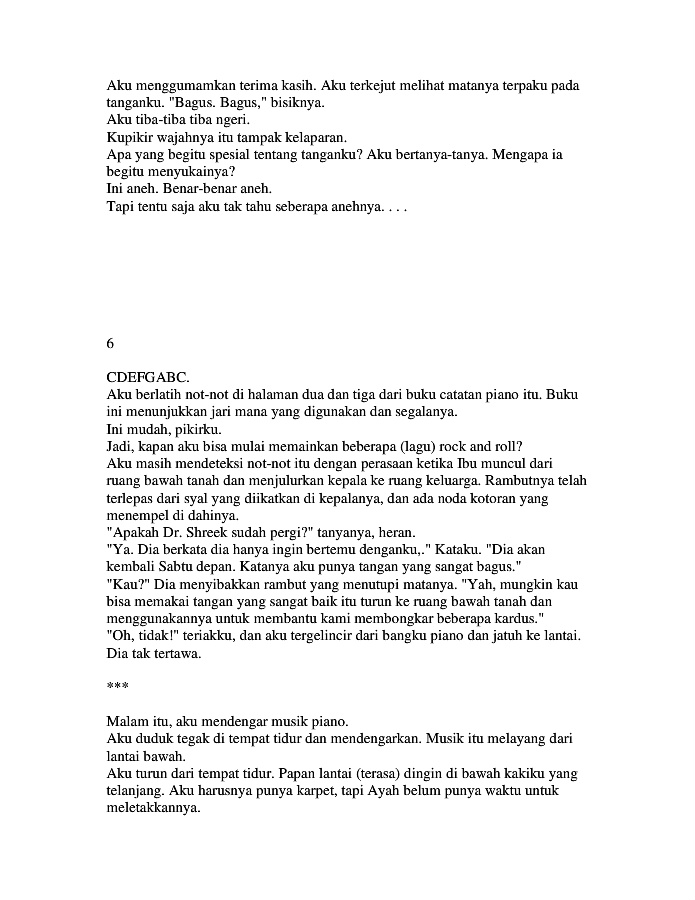 Aku menggumamkan terima kasih. Aku terkejut melihat matanya terpaku pada
tanganku. "Bagus. Bagus," bisiknya.
Aku tiba-tiba tiba ngeri.
Kupikir wajahnya itu tampak kelaparan.
Apa yang begitu spesial tentang tanganku? Aku bertanya-tanya. Mengapa ia
begitu menyukainya?
Ini aneh. Benar-benar aneh.
Tapi tentu saja aku tak tahu seberapa anehnya. . . .
6
CDEFGABC.
Aku berlatih not-not di halaman dua dan tiga dari buku catatan piano itu. Buku
ini menunjukkan jari mana yang digunakan dan segalanya.
Ini mudah, pikirku.
Jadi, kapan aku bisa mulai memainkan beberapa (lagu) rock and roll?
Aku masih mendeteksi not-not itu dengan perasaan ketika Ibu muncul dari
ruang bawah tanah dan menjulurkan kepala ke ruang keluarga. Rambutnya telah
terlepas dari syal yang diikatkan di kepalanya, dan ada noda kotoran yang
menempel di dahinya.
"Apakah Dr. Shreek sudah pergi?" tanyanya, heran.
"Ya. Dia berkata dia hanya ingin bertemu denganku,." Kataku. "Dia akan
kembali Sabtu depan. Katanya aku punya tangan yang sangat bagus."
"Kau?" Dia menyibakkan rambut yang menutupi matanya. "Yah, mungkin kau
bisa memakai tangan yang sangat baik itu turun ke ruang bawah tanah dan
menggunakannya untuk membantu kami membongkar beberapa kardus."
"Oh, tidak!" teriakku, dan aku tergelincir dari bangku piano dan jatuh ke lantai.
Dia tak tertawa.
***
Malam itu, aku mendengar musik piano.
Aku duduk tegak di tempat tidur dan mendengarkan. Musik itu melayang dari
lantai bawah.
Aku turun dari tempat tidur. Papan lantai (terasa) dingin di bawah kakiku yang
telanjang. Aku harusnya punya karpet, tapi Ayah belum punya waktu untuk
meletakkannya.